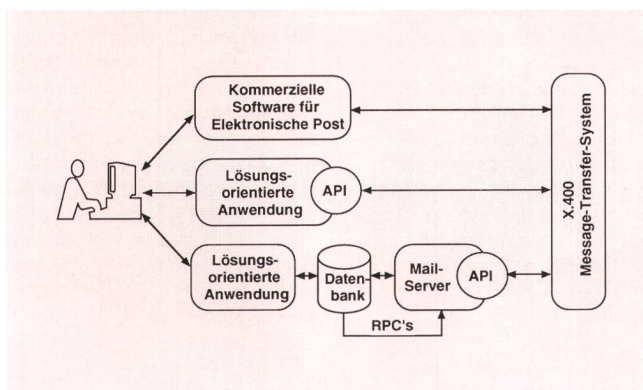 Kommerzielle
Software für
Elektronische Post
Lösungs-
orientierte
Anwendung
API
Lösungs-
orientierte
Anwendung
Daten-
bank
Mail-
Server
API
RPC's
X.400
Message-Transfer-System